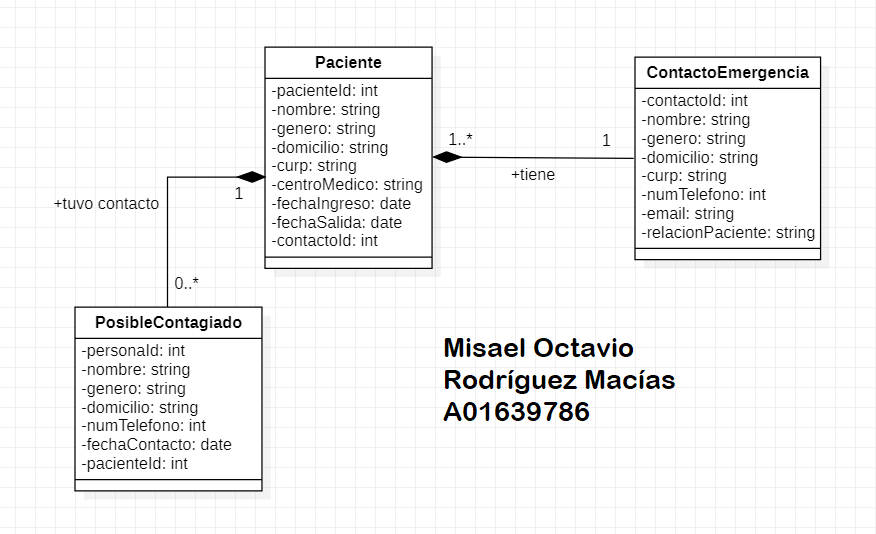 Paciente
-pacienteId: int
-nombre: string
-genero: string
-domicilio: string
-curp: string
-centroMedico: string
-fechaIngreso: date
-fechaSalida: date
-contactoId: int
ContactoEmergencia
-contactoId: int
-nombre: string
-genero: string
-domicilio: string
-curp: string
-numTelefono: int
-email: string
-relacionPaciente: string
1..*
1
+tiene
1
+tuvo contacto
0..*
PosibleContagiado
-personaId: int
-nombre: string
-genero: string
-domicilio: string
-numTelefono: int
-fechaContacto: date
-pacienteId: int
Misael Octavio
Rodríguez Macías
A01639786